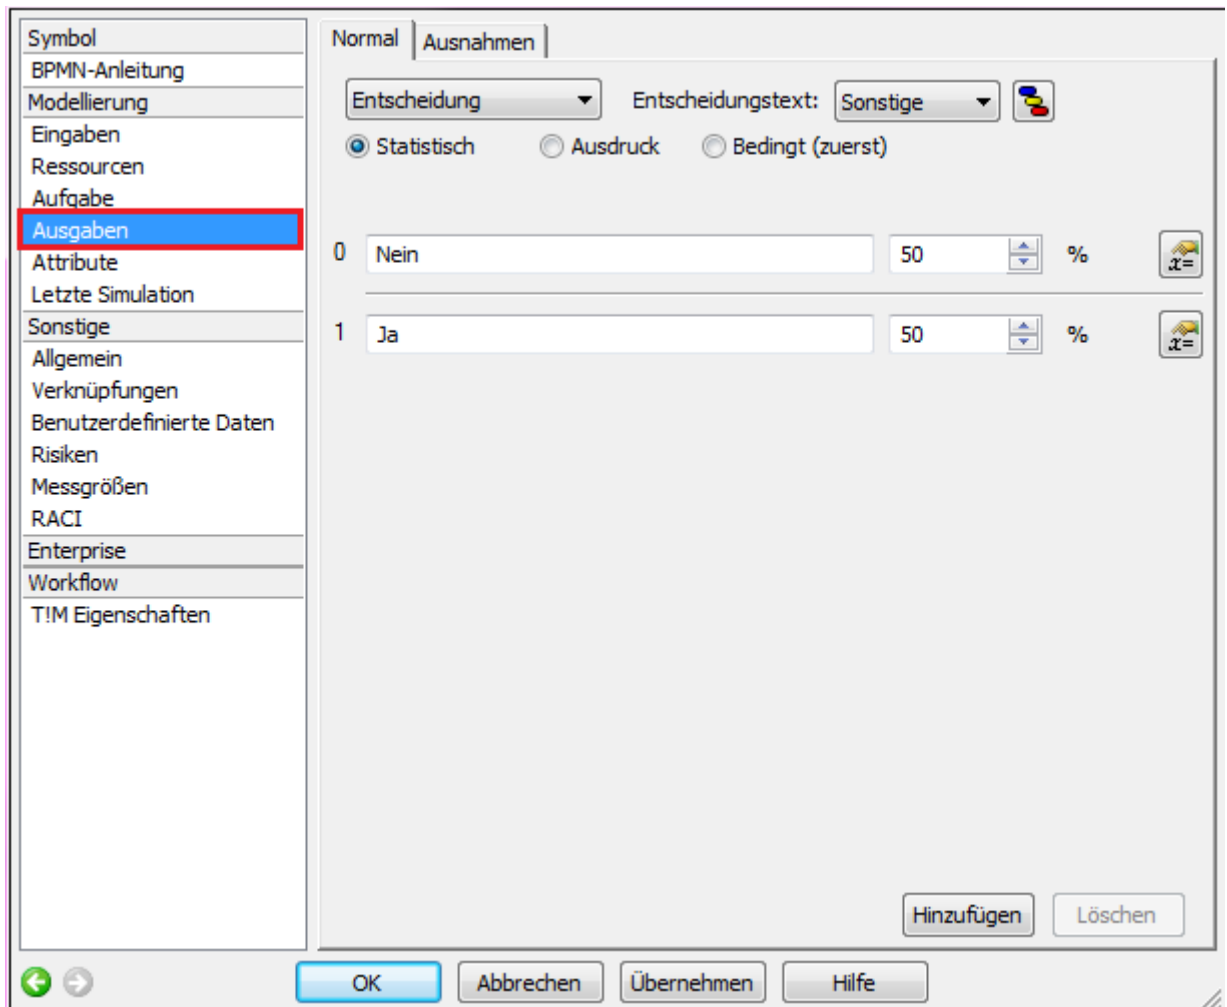 Symbol
BPMN-Anleitung
Modellierung
Eingaben
Ressourcen
Aufgabe
Ausgaben
Attribute
Letzte Simulation
Sonstige
Allgemein
Verknüpfungen
Benutzerdefinierte Daten
Risiken
Messgrößen
RACI
Enterprise
Workflow
T!M Eigenschaften
Normal Ausnahmen
Entscheidung Entscheidungstext: Sonstige
Statistisch Ausdruck Bedingt (zuerst)
0 Nein 50 % x=
1 Ja 50 % x=
Hinzufügen Löschen
OK Abbrechen Übernehmen Hilfe